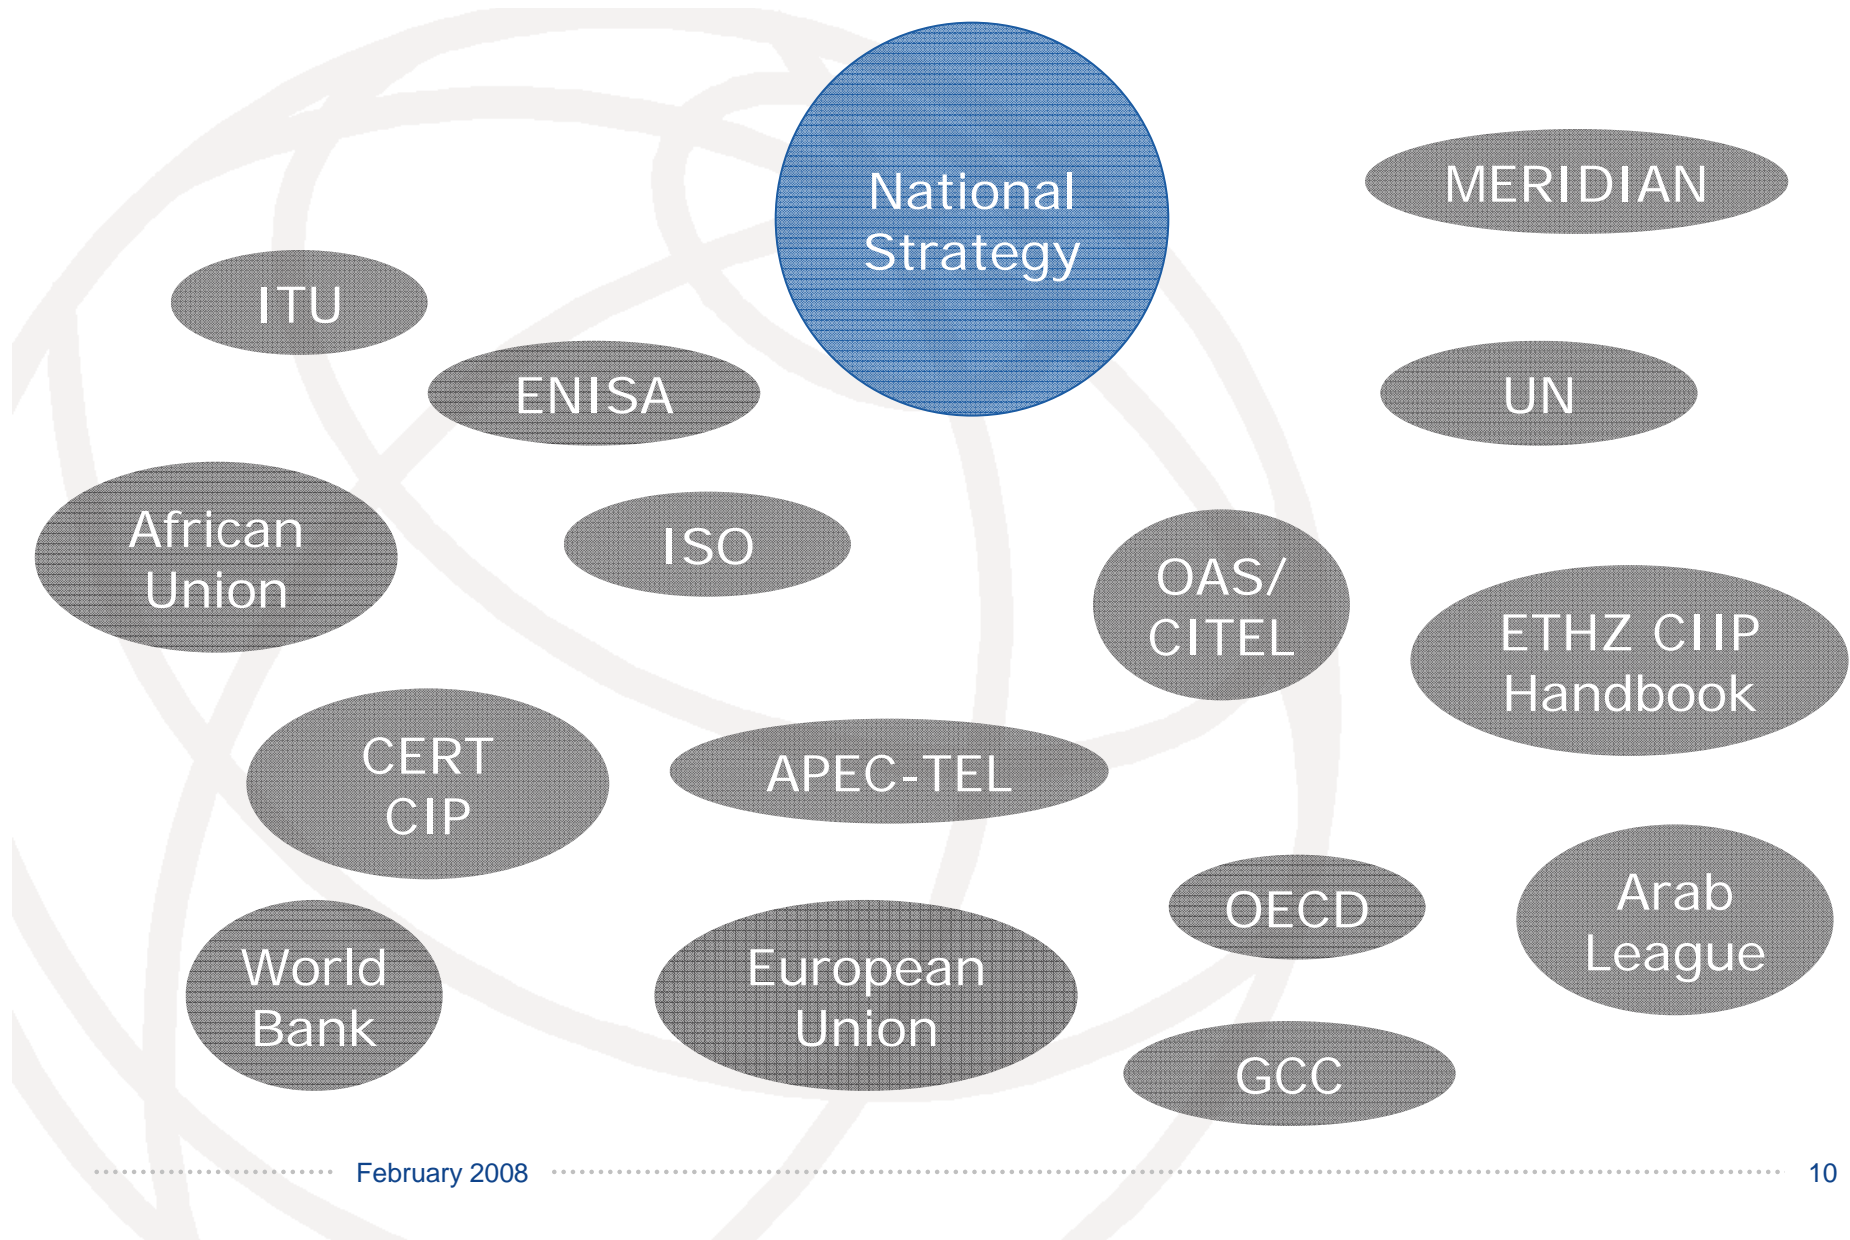 National
Strategy
MERIDIAN
ITU
ENISA
UN
African
Union
ISO
OAS/
CITEL
ETHZ CIIP
Handbook
CERT
CIP
APEC-TEL
OECD
Arab
League
World
Bank
European
Union
GCC
February 2008
10